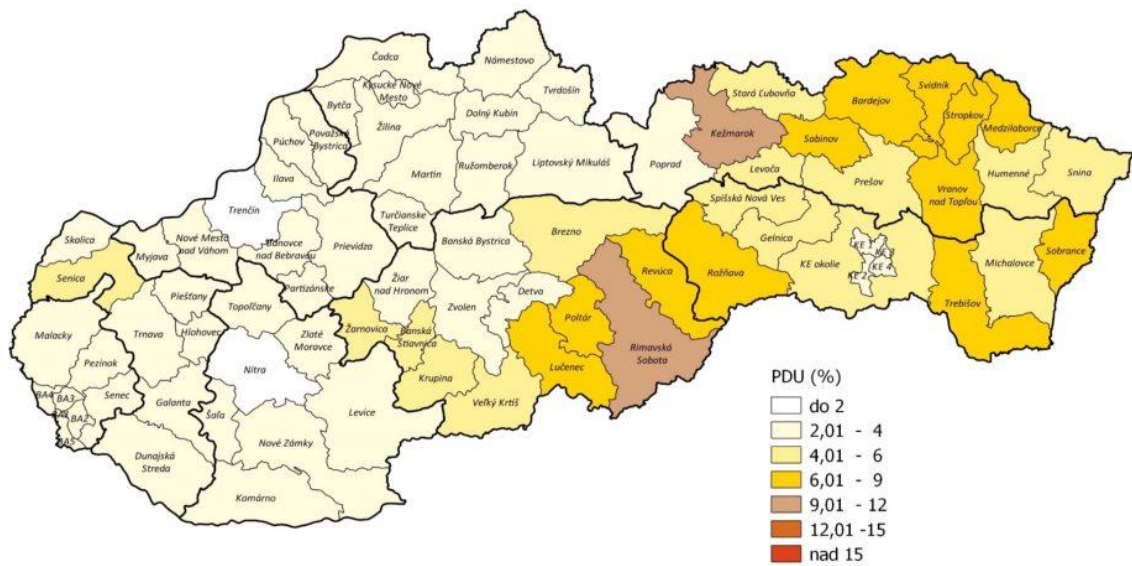 Čadca
Námestovo
Kysucké Nové
Mesto
Tvrdošín
Bytča
Dolný Kubín
Žilina
Považská
Bystrica
Púchov
Martin
Ružomberok
Liptovský Mikuláš
Ilava
Poprad
Kežmarok
Stará Ľubovňa
Bardejov
Svidník
Stropkov
Medzilaborce
Sabinov
Levoča
Prešov
Humenné
Snina
Vranov
nad Topľou
Trenčín
Turčianske
Teplice
Spišská Nová Ves
Gelnica
Skalica
Nové Mesto
nad Váhom
Bánovce
nad Bebravou
Prievidza
Banská Bystrica
Brezno
KE okolie
KE 1
KE 3
KE 4
KE 2
Michalovce
Sobrance
Myjava
Senica
Partizánske
Žiar
nad Hronom
Zvolen
Detva
Revúca
Rožňava
Trebišov
Piešťany
Topoľčany
Malacky
Trnava
Hlohovec
Zlaté
Moravce
Žarnovica
Banská
Štiavnica
Poltár
Rimavská
Sobota
Pezinok
Nitra
Krupina
Lučenec
Veľký Krtíš
BA4
BA3
BA2
BA5
Senec
Galanta
Šaľa
Levice
Nové Zámky
Dunajská
Streda
Komárno
PDU (%)
do 2
2,01 - 4
4,01 - 6
6,01 - 9
9,01 - 12
12,01 -15
nad 15